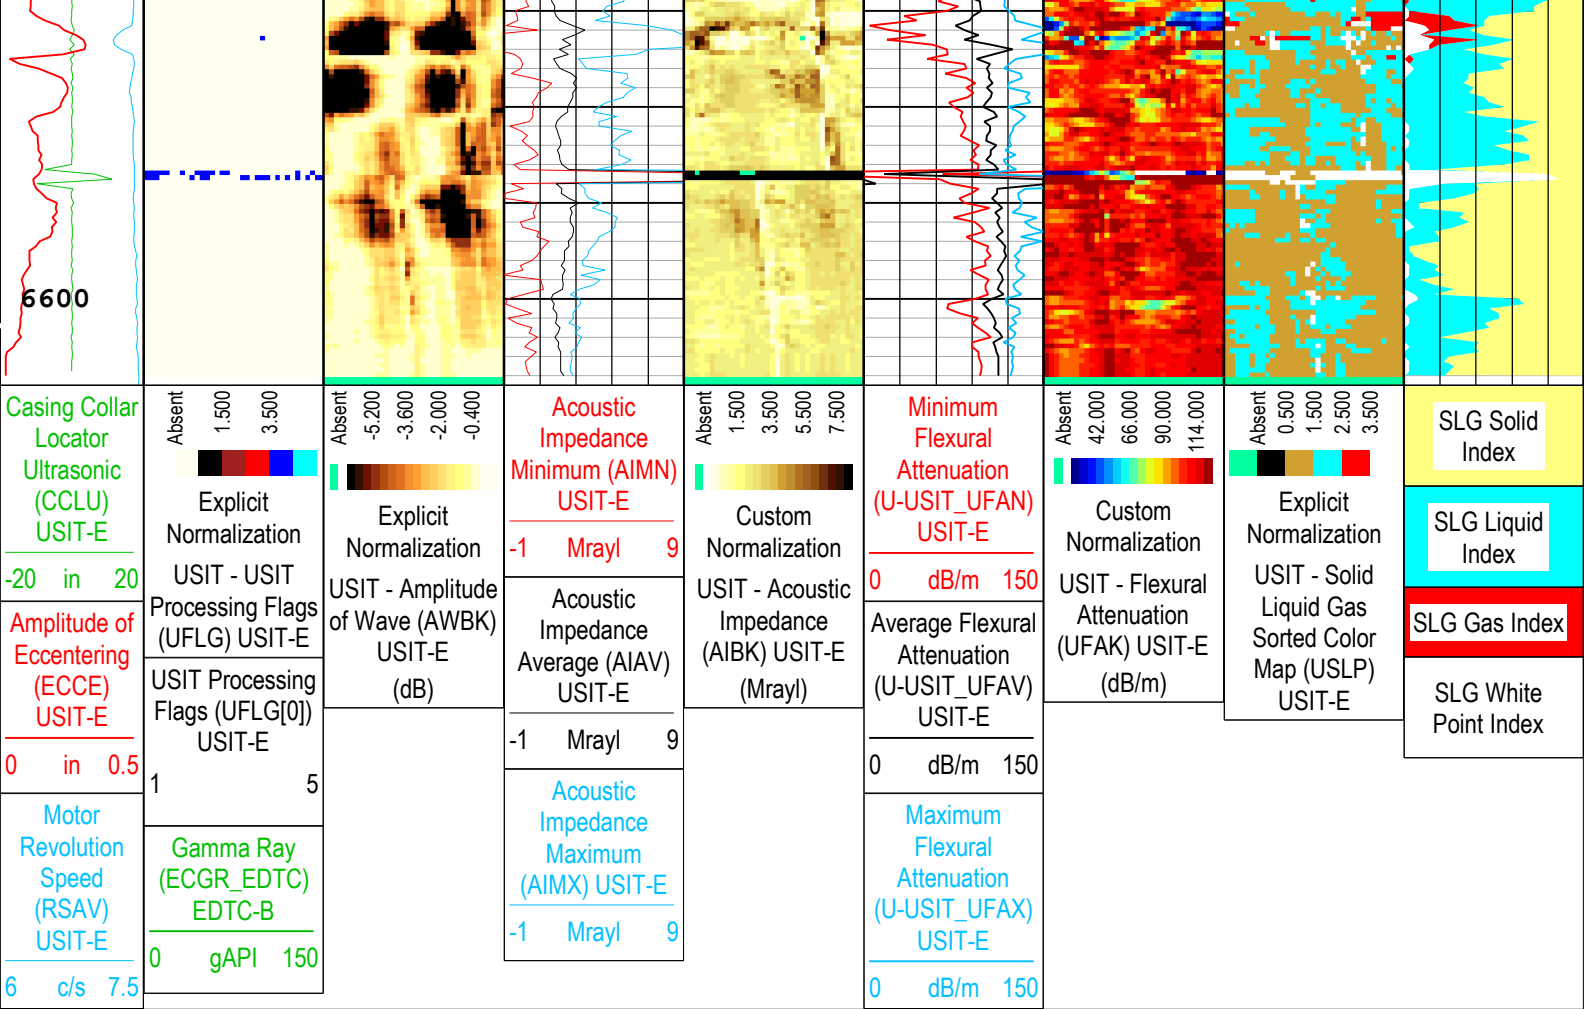 6600
Casing Collar
Locator
Ultrasonic
(CCLU)
USIT-E
-20 in 20
Amplitude of
Eccentering
(ECCE)
USIT-E
0 in 0.5
Motor
Revolution
Speed
(RSAV)
USIT-E
6 c/s 7.5
Absent 1.500 3.500
Explicit
Normalization
USIT - USIT
Processing Flags
(UFLG) USIT-E
USIT Processing
Flags (UFLG[0])
USIT-E
1 5
Gamma Ray
(ECGR_EDTC)
EDTC-B
0 gAPI 150
Absent -5.200 -3.600 -2.000 -0.400
Explicit
Normalization
USIT - Amplitude
of Wave (AWBK)
USIT-E
(dB)
Acoustic
Impedance
Minimum (AIMN)
USIT-E
-1 Mrayl 9
Acoustic
Impedance
Average (AIAV)
USIT-E
-1 Mrayl 9
Acoustic
Impedance
Maximum
(AIMX) USIT-E
-1 Mrayl 9
Absent 1.500 3.500 5.500 7.500
Custom
Normalization
USIT - Acoustic
Impedance
(AIBK) USIT-E
(Mrayl)
Minimum
Flexural
Attenuation
(U-USIT_UFAN)
USIT-E
0 dB/m 150
Average Flexural
Attenuation
(U-USIT_UFAV)
USIT-E
0 dB/m 150
Maximum
Flexural
Attenuation
(U-USIT_UFAX)
USIT-E
0 dB/m 150
Absent 42.000 66.000 90.000 114.000
Custom
Normalization
USIT - Flexural
Attenuation
(UFAK) USIT-E
(dB/m)
Absent 0.500 1.500 2.500 3.500
Explicit
Normalization
USIT - Solid
Liquid Gas
Sorted Color
Map (USLP)
USIT-E
SLG Solid
Index
SLG Liquid
Index
SLG Gas Index
SLG White
Point Index